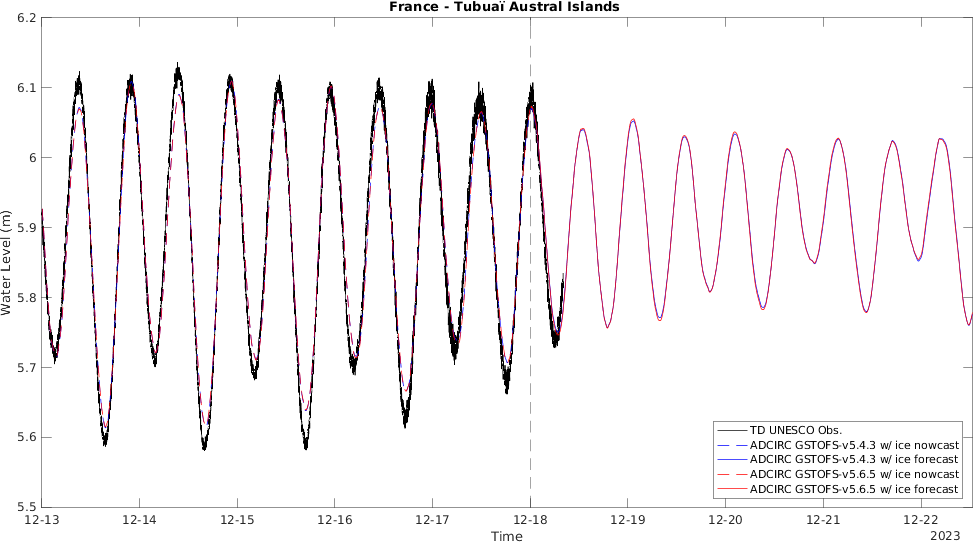 France - Tubuaï Austral Islands
6.2
6.1
6
5.9
5.8
5.7
5.6
5.5
Water Level (m)
TD UNESCO Obs.
ADCIRC GSTOFS-v5.4.3 w/ ice nowcast
ADCIRC GSTOFS-v5.4.3 w/ ice forecast
ADCIRC GSTOFS-v5.6.5 w/ ice nowcast
ADCIRC GSTOFS-v5.6.5 w/ ice forecast
12-13 12-14 12-15 12-16 12-17 12-18 12-19 12-20 12-21 12-22
Time
2023